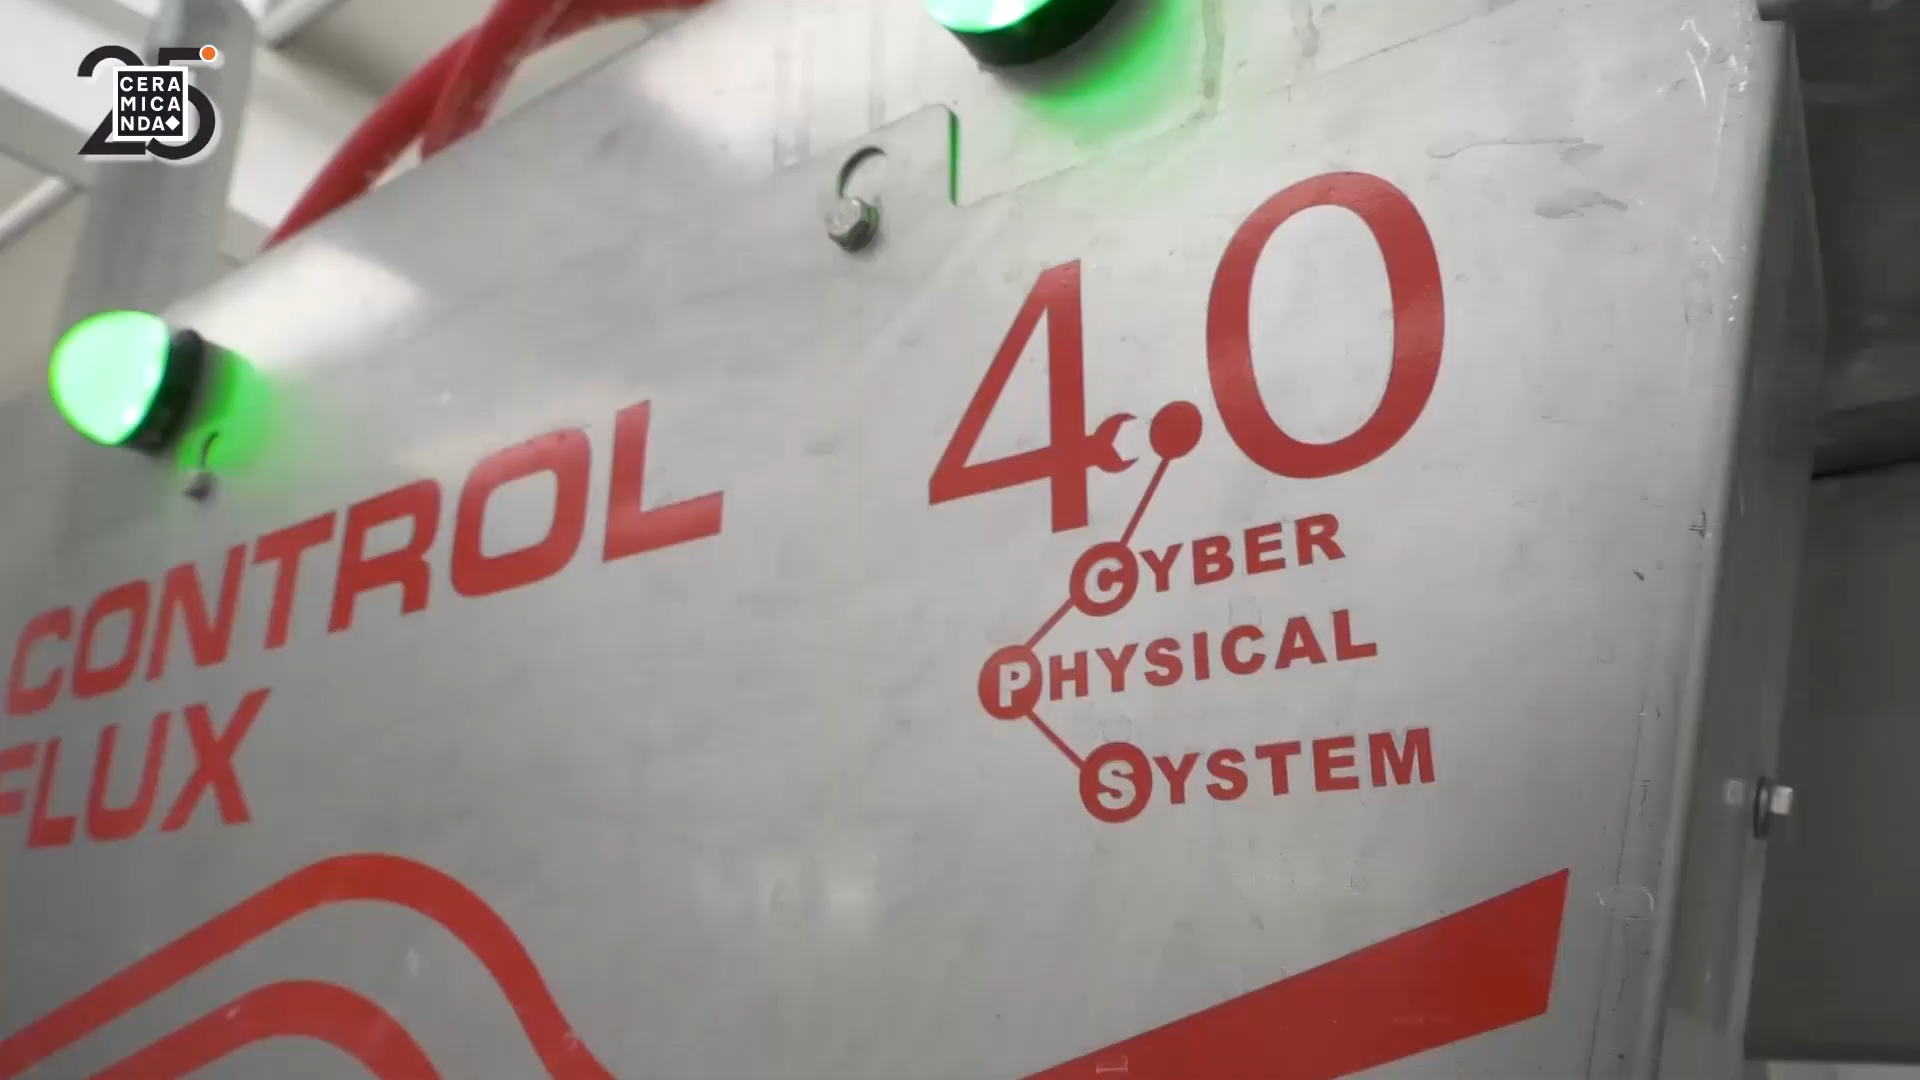 25
CERA
MICA
NDA
CONTROL
FLUX
4.0
CYBER
PHYSICAL
SYSTEM